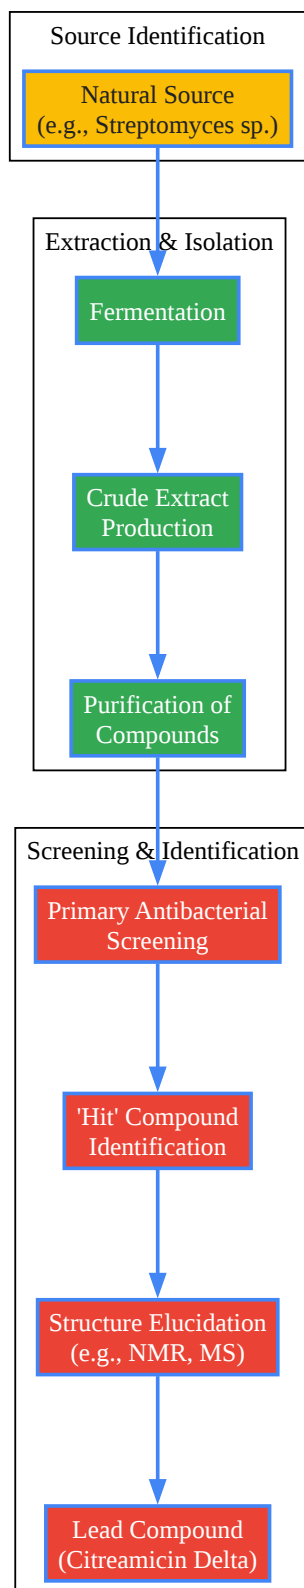 Source Identification
Natural Source
(e.g., Streptomyces sp.)
Extraction & Isolation
Fermentation
Crude Extract
Production
Purification of
Compounds
Screening & Identification
Primary Antibacterial
Screening
'Hit' Compound
Identification
Structure Elucidation
(e.g., NMR, MS)
Lead Compound
(Citreamicin Delta)